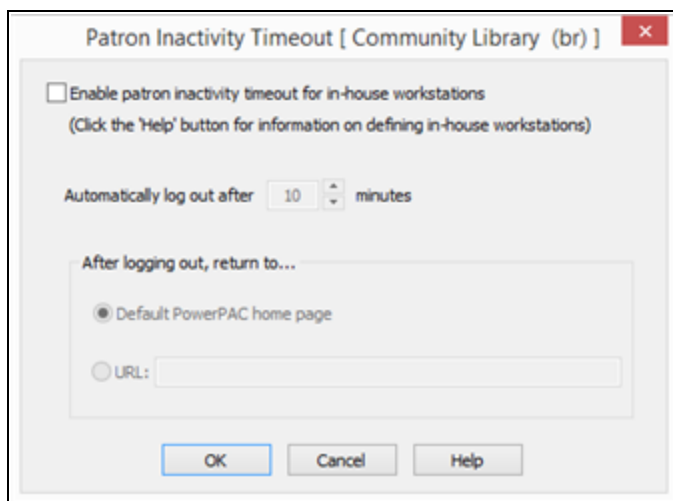 Patron Inactivity Timeout [ Community Library (br) ]
Enable patron inactivity timeout for in-house workstations
(Click the 'Help' button for information on defining in-house workstations)
Automatically log out after 10 minutes
After logging out, return to...
Default PowerPAC home page
URL:
OK Cancel Help